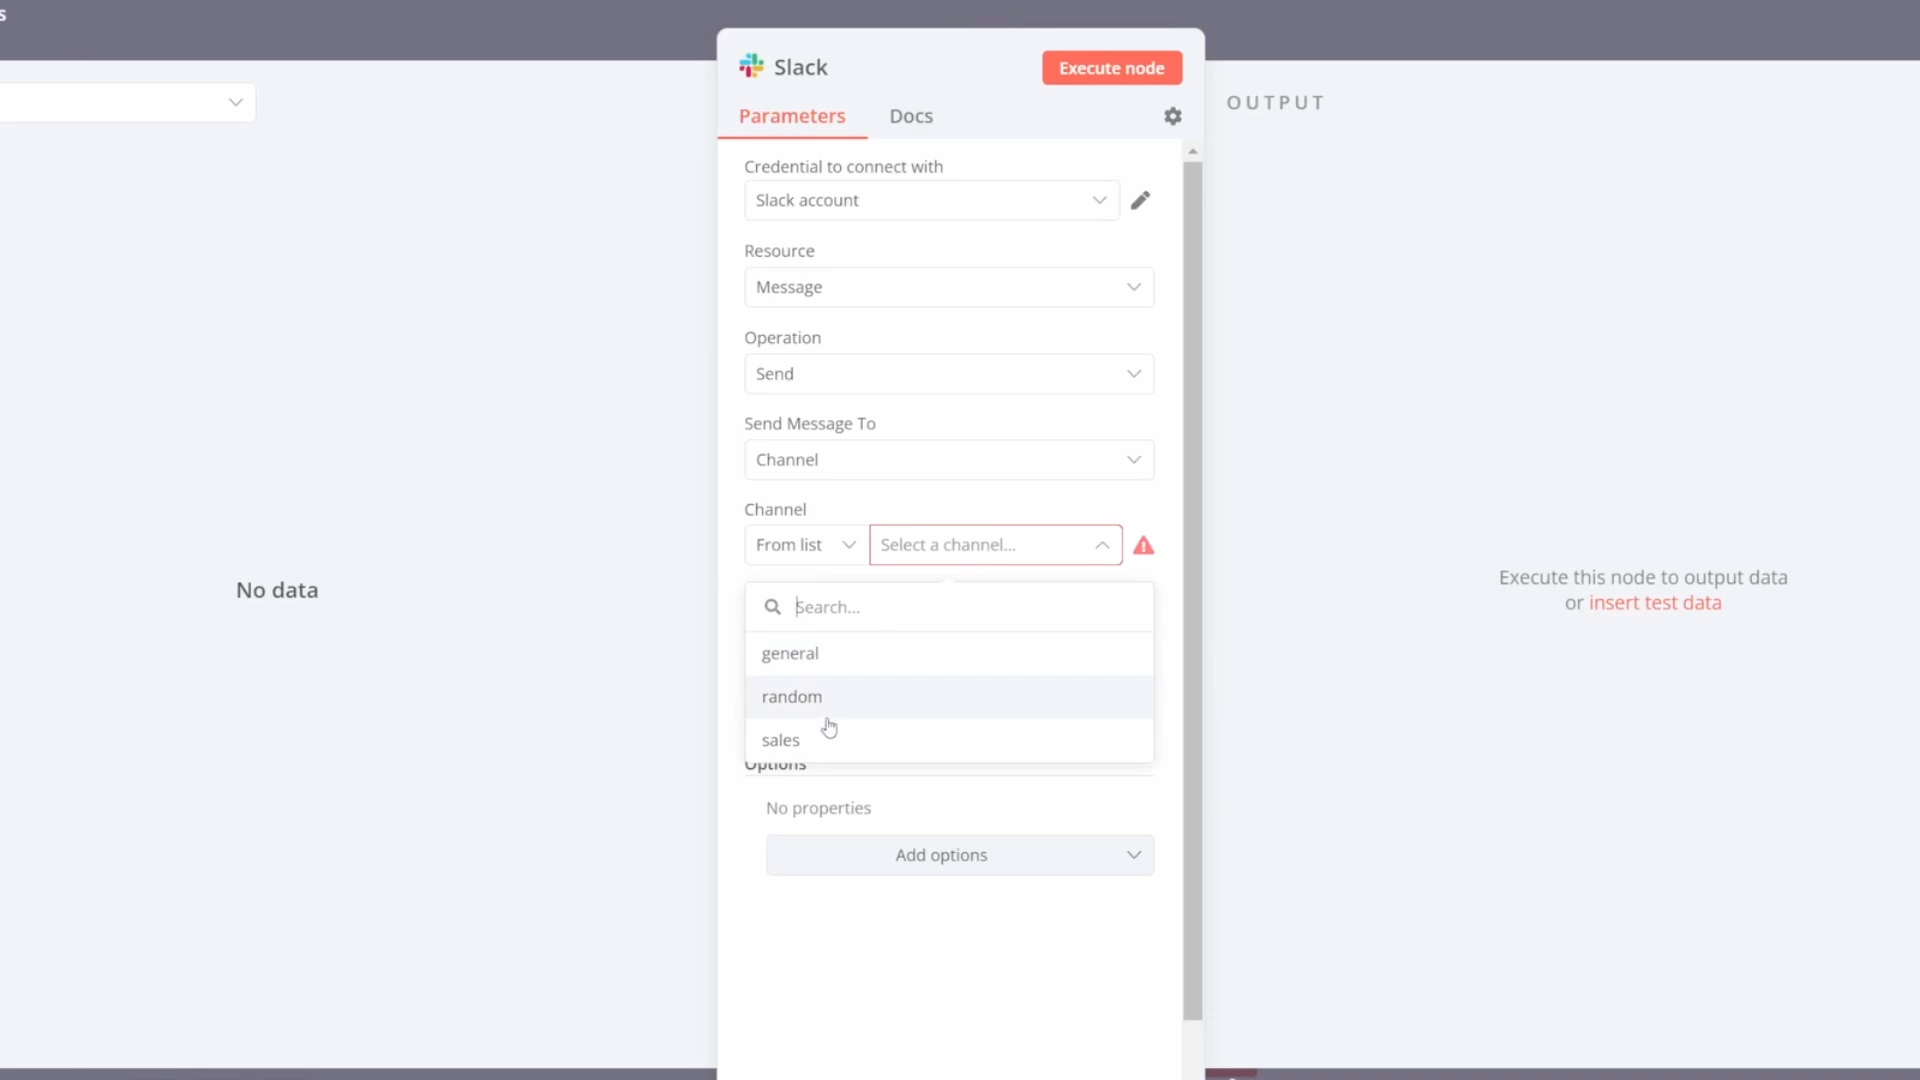 s
Slack
Execute node
Parameters
Docs
OUTPUT
Credential to connect with
Slack account
Resource
Message
Operation
Send
Send Message To
Channel
Channel
From list
Select a channel...
Search...
general
random
sales
Options
No properties
Add options
No data
Execute this node to output data
or insert test data